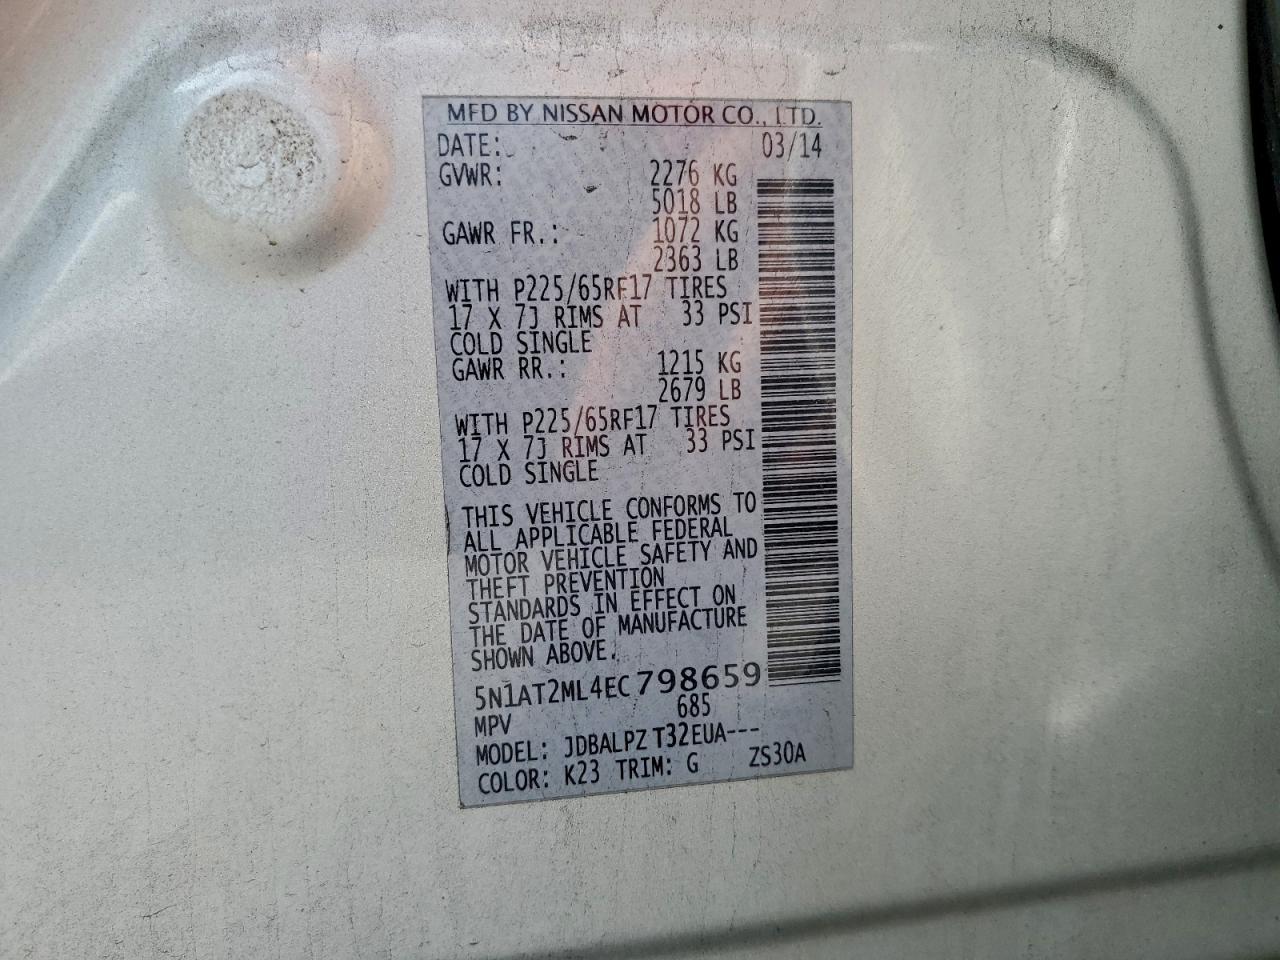 MFD BY NISSAN MOTOR CO., LTD.
DATE: 03/14
GVWR: 2276 KG
5018 LB
GAWR FR.: 1072 KG
2363 LB
WITH P225/65RF17 TIRES
17 X 7J RIMS AT 33 PSI
COLD SINGLE
GAWR RR.: 1215 KG
2679 LB
WITH P225/65RF17 TIRES
17 X 7J RIMS AT 33 PSI
COLD SINGLE
THIS VEHICLE CONFORMS TO
ALL APPLICABLE FEDERAL
MOTOR VEHICLE SAFETY AND
THEFT PREVENTION
STANDARDS IN EFFECT ON
THE DATE OF MANUFACTURE
SHOWN ABOVE.
5N1AT2ML4EC798659
MPV 685
MODEL: JDBALPZ T32EUA---
COLOR: K23 TRIM: G ZS30A